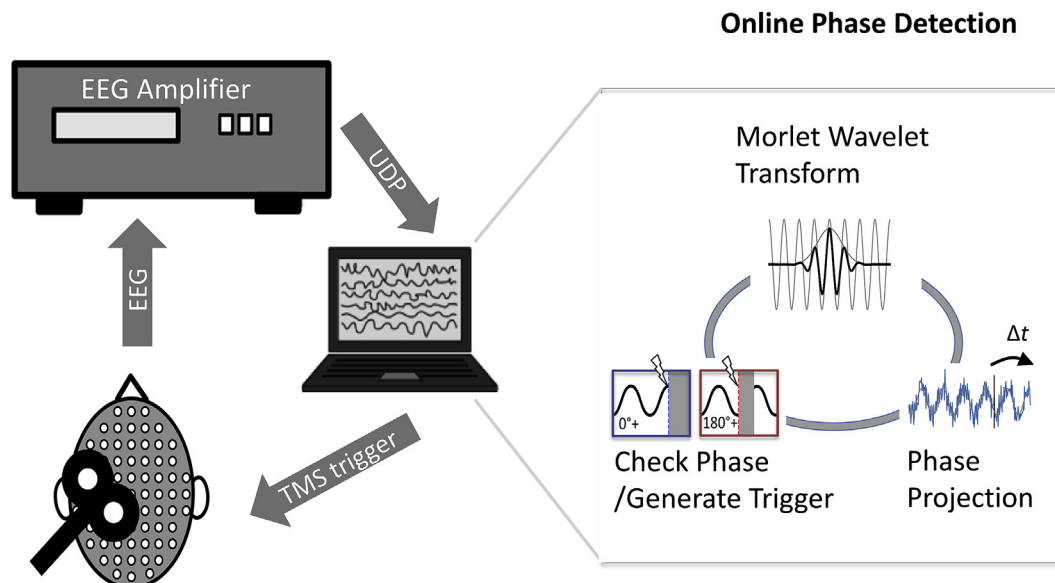 Online Phase Detection
EEG Amplifier
UDP
EEG
TMS trigger
Morlet Wavelet
Transform
Δt
0°+
180°+
Check Phase
/Generate Trigger
Phase
Projection